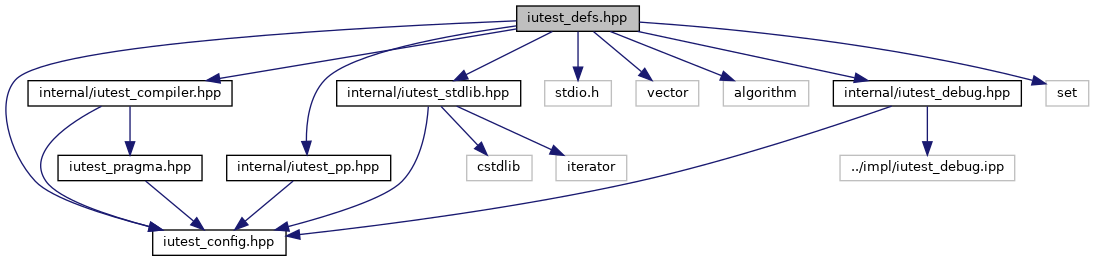 iutest_defs.hpp
internal/iutest_compiler.hpp
internal/iutest_stdlib.hpp
stdio.h
vector
algorithm
internal/iutest_debug.hpp
set
iutest_pragma.hpp
internal/iutest_pp.hpp
cstdlib
iterator
../impl/iutest_debug.ipp
iutest_config.hpp